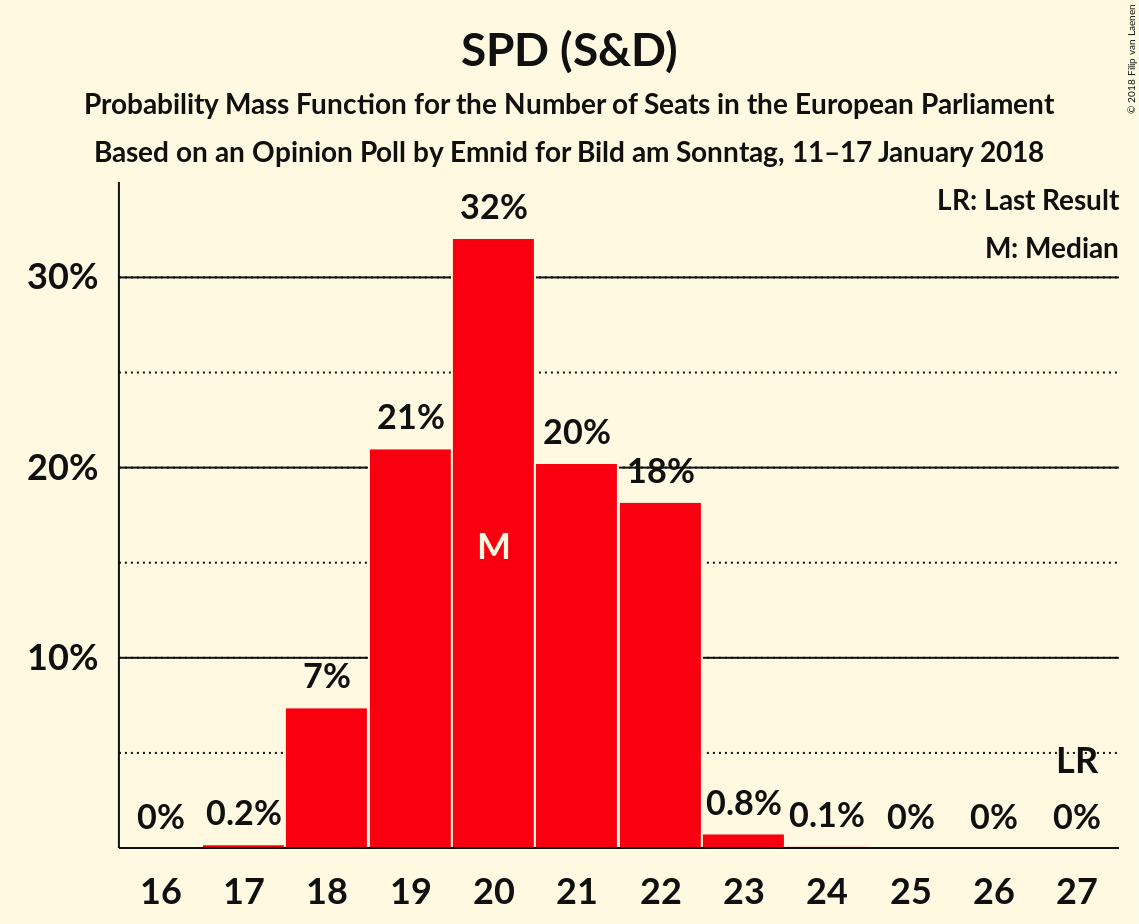 SPD (S&D)
Probability Mass Function for the Number of Seats in the European Parliament
Based on an Opinion Poll by Emnid for Bild am Sonntag, 11–17 January 2018
© 2018 Filip van Laenen
LR: Last Result
M: Median
30%
20%
10%
0%
0.2%
7%
21%
32%
M
20%
18%
0.8%
0.1%
0%
0%
LR
0%
16 17 18 19 20 21 22 23 24 25 26 27